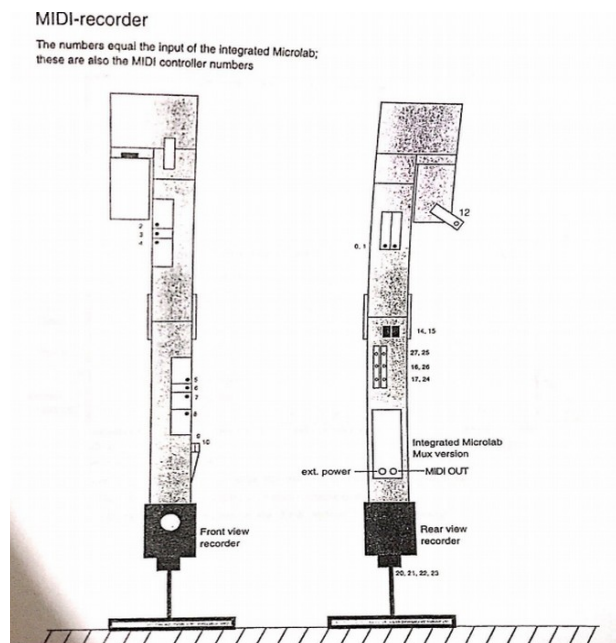 MIDI-recorder
The numbers equal the input of the integrated Microlab;
these are also the MIDI controller numbers
2
3
4
5
6
7
8
9
10
Front view
recorder
12
0, 1
14, 15
27, 25
16, 26
17, 24
Integrated Microlab
Mux version
ext. power
MIDI OUT
Rear view
recorder
20, 21, 22, 23